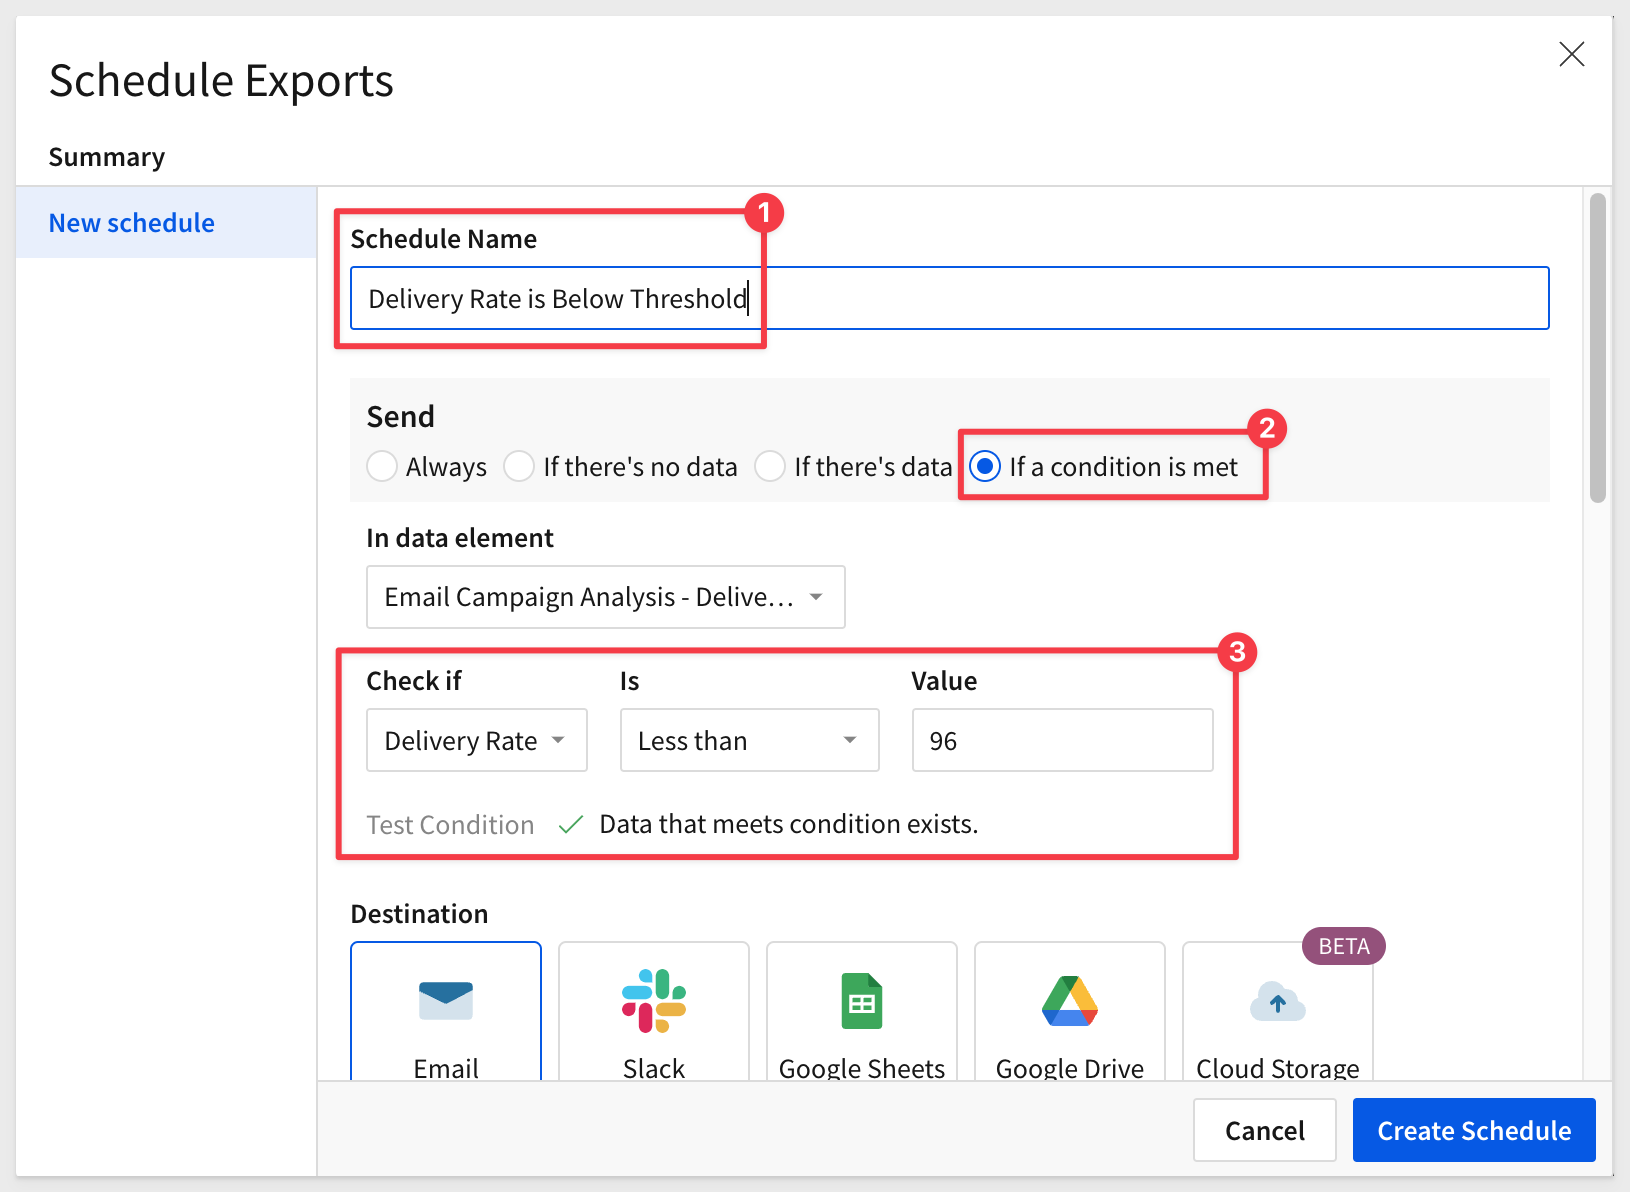 Schedule Exports
Summary
New schedule
1
Schedule Name
Delivery Rate is Below Threshold
Send
2
Always If there's no data If there's data If a condition is met
In data element
Email Campaign Analysis - Delive...
3
Check if Is Value
Delivery Rate Less than 96
Test Condition Data that meets condition exists.
Destination
BETA
Email Slack Google Sheets Google Drive Cloud Storage
Cancel Create Schedule